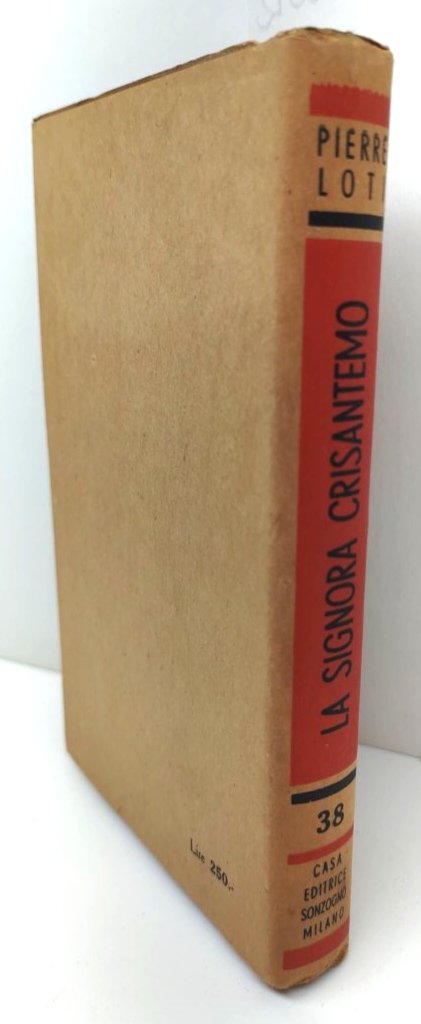 PIERRE
LOTI
LA SIGNORA CRISANTEMO
38
CASA
EDITRICE
SONZOGNO
MILANO
Lire 250.-